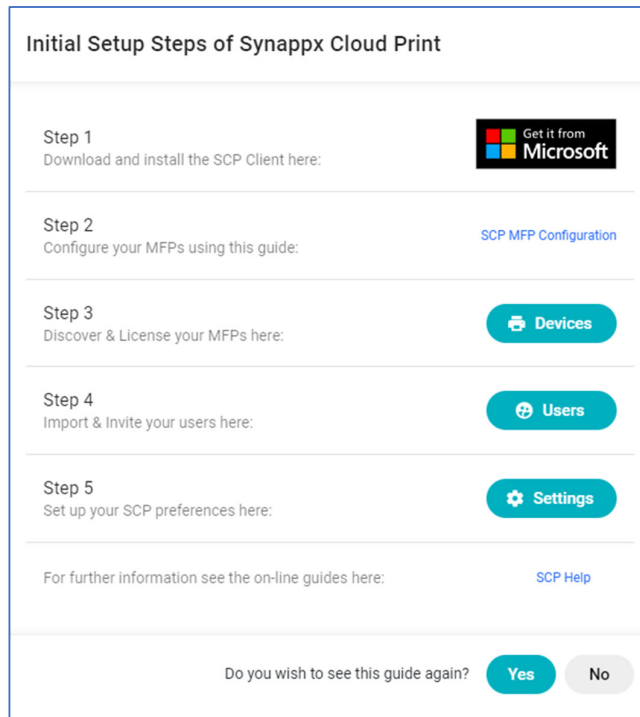 Initial Setup Steps of Synappx Cloud Print
Step 1
Download and install the SCP Client here:
Get it from
Microsoft
Step 2
Configure your MFPs using this guide:
SCP MFP Configuration
Step 3
Discover & License your MFPs here:
Devices
Step 4
Import & Invite your users here:
Users
Step 5
Set up your SCP preferences here:
Settings
For further information see the on-line guides here:
SCP Help
Do you wish to see this guide again?
Yes
No